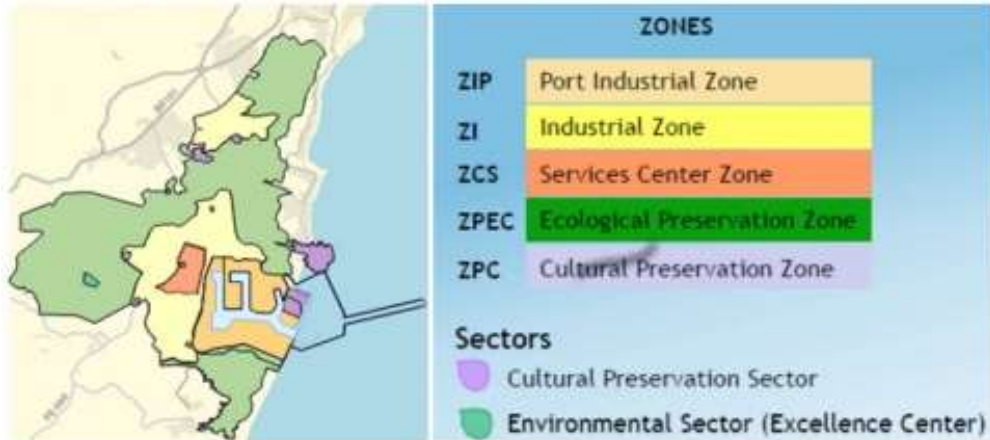 ZONES
ZIP Port Industrial Zone
ZI Industrial Zone
ZCS Services Center Zone
ZPEC Ecological Preservation Zone
ZPC Cultural Preservation Zone
Sectors
Cultural Preservation Sector
Environmental Sector (Excellence Center)